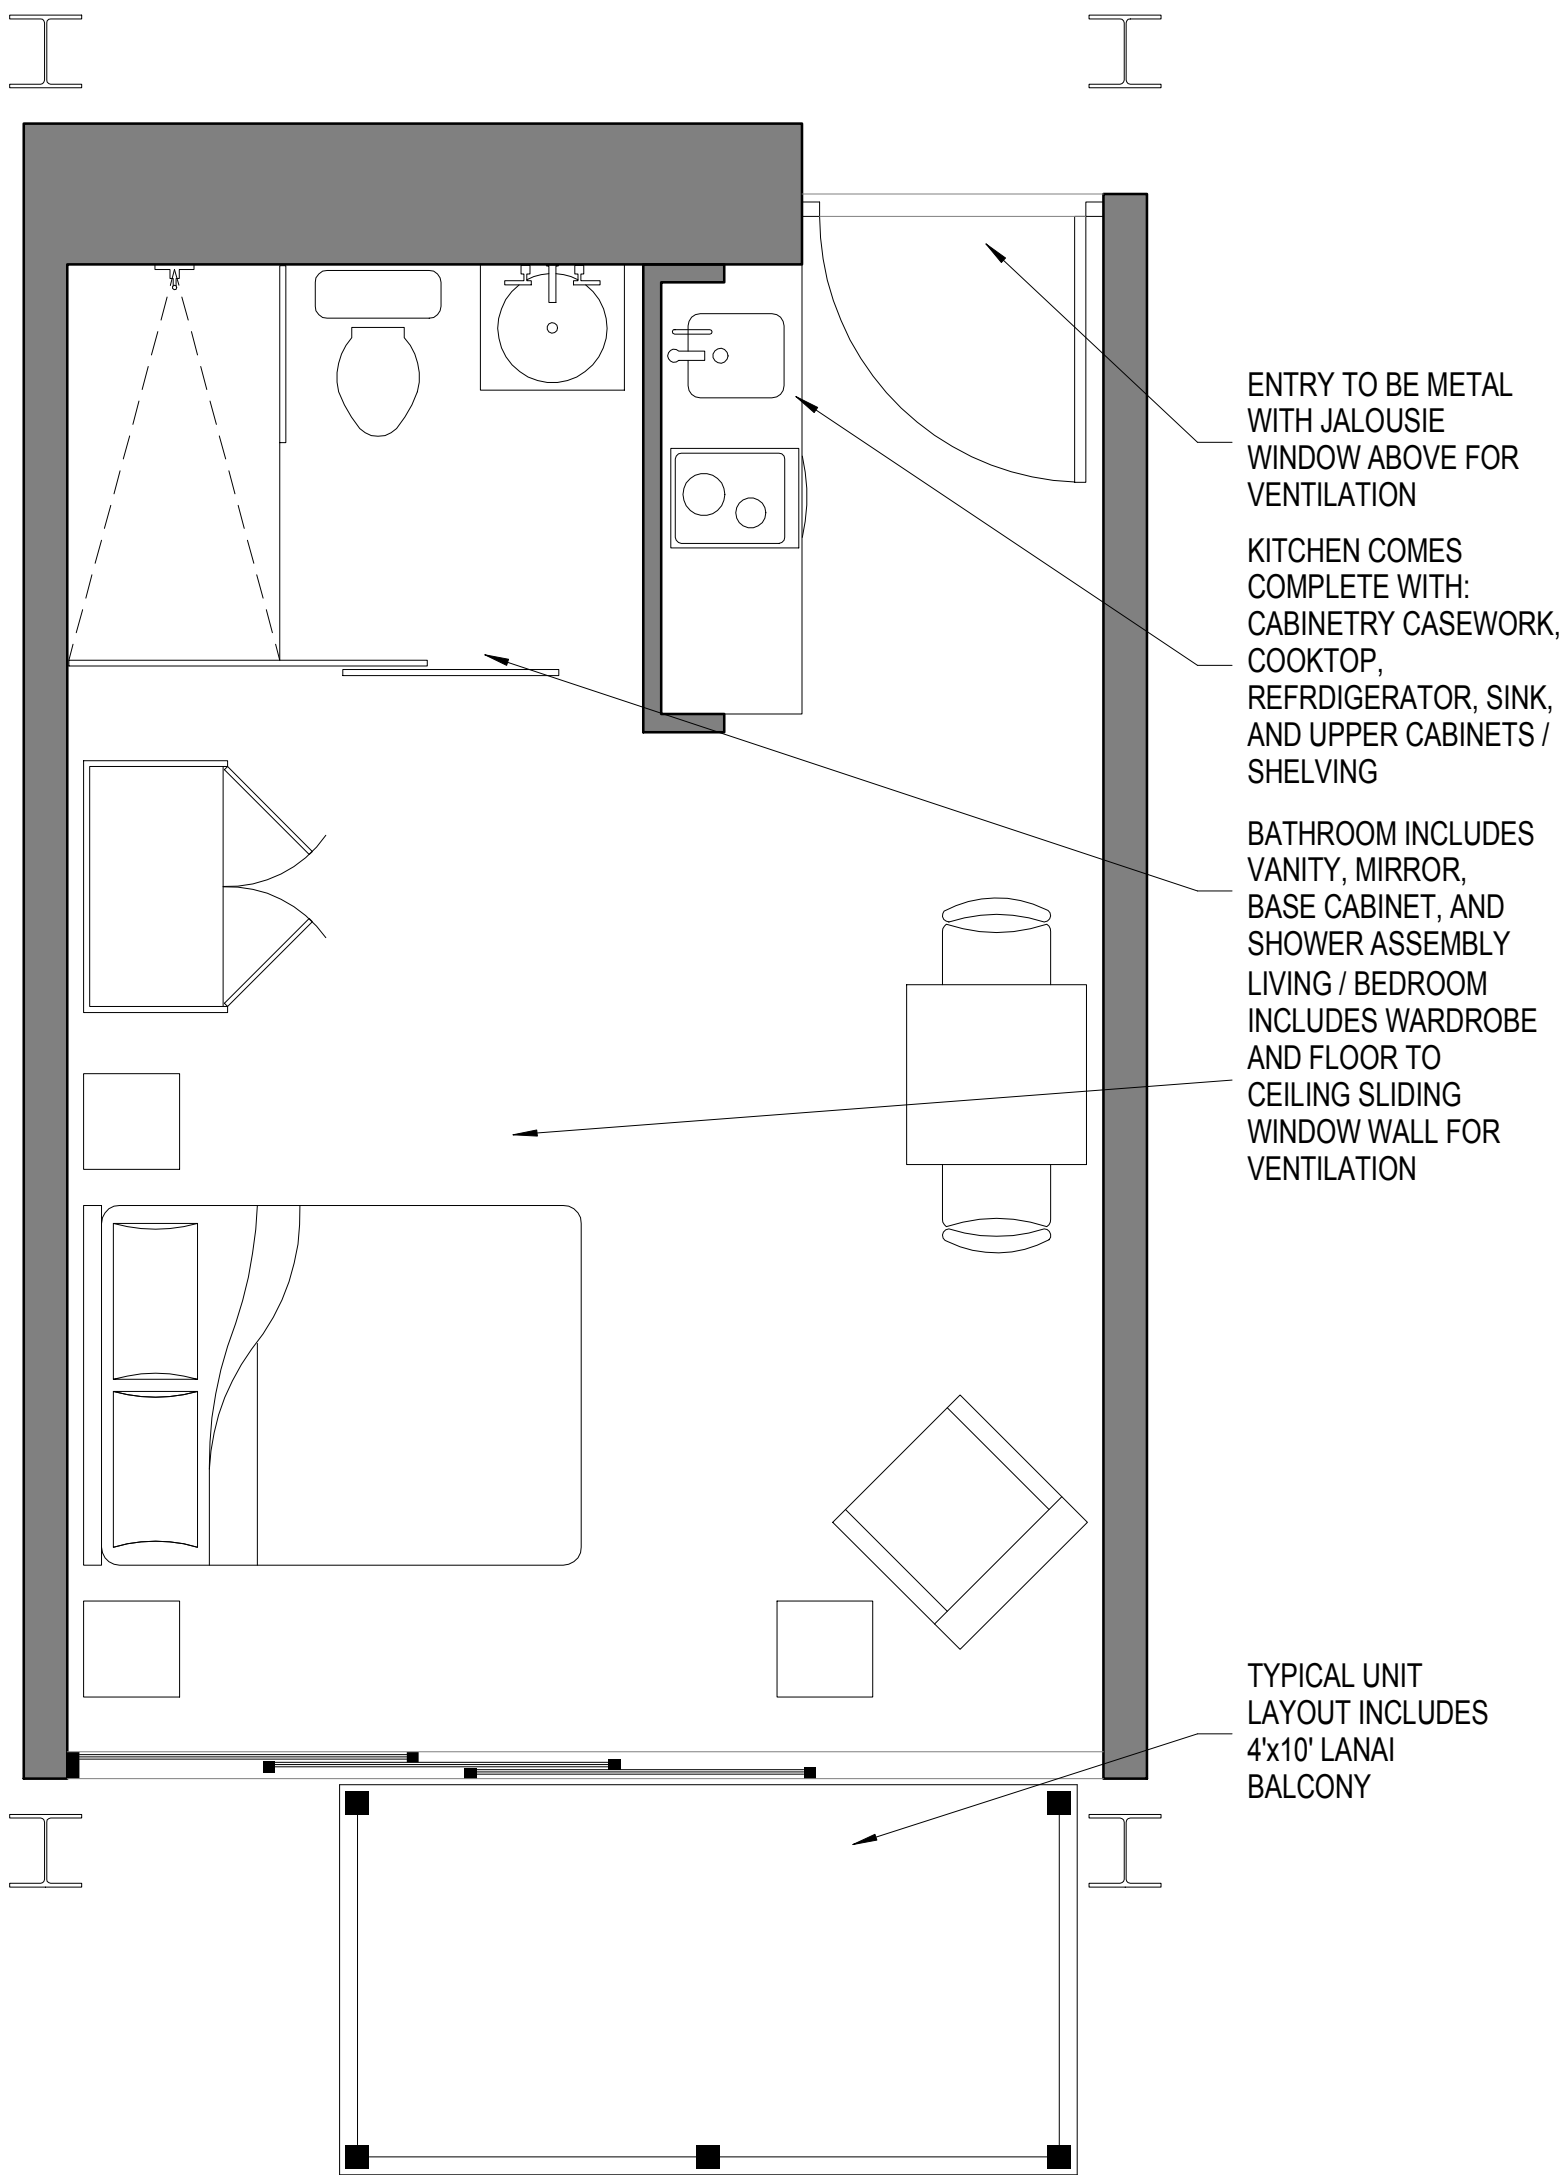 ENTRY TO BE METAL
WITH JALOUSIE
WINDOW ABOVE FOR
VENTILATION
KITCHEN COMES
COMPLETE WITH:
CABINETRY CASEWORK,
COOKTOP,
REFRDIGERATOR, SINK,
AND UPPER CABINETS /
SHELVING
BATHROOM INCLUDES
VANITY, MIRROR,
BASE CABINET, AND
SHOWER ASSEMBLY
LIVING / BEDROOM
INCLUDES WARDROBE
AND FLOOR TO
CEILING SLIDING
WINDOW WALL FOR
VENTILATION
TYPICAL UNIT
LAYOUT INCLUDES
4'x10' LANAI
BALCONY